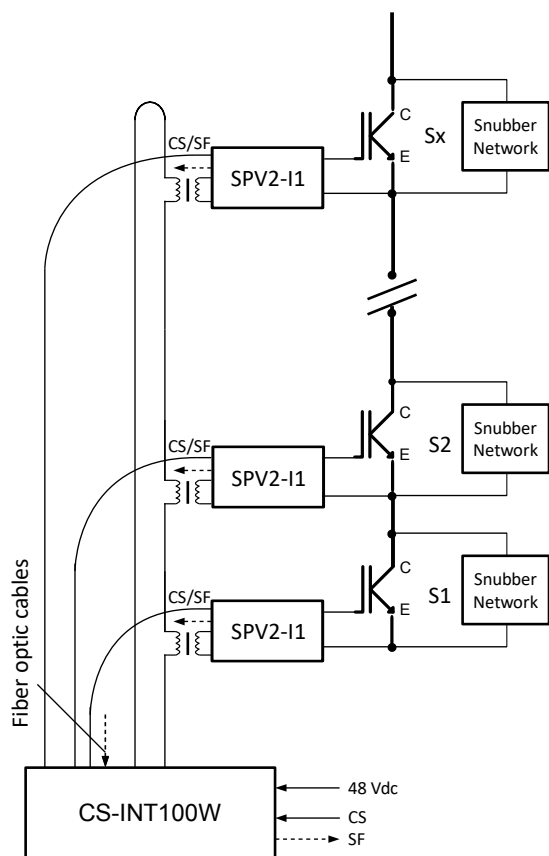 C
Sx
E
Snubber
Network
CS/SF
SPV2-I1
C
S2
E
Snubber
Network
CS/SF
SPV2-I1
C
S1
E
Snubber
Network
CS/SF
SPV2-I1
Fiber optic cables
CS-INT100W
48 Vdc
CS
SF